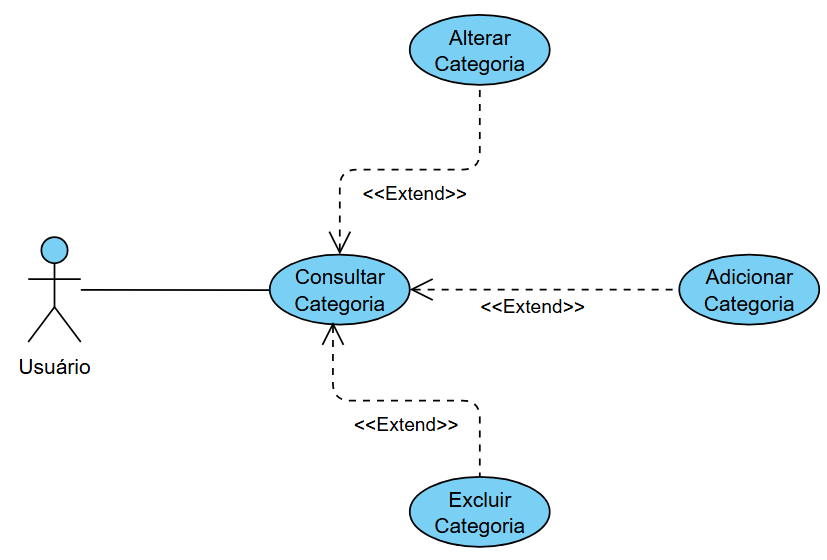 Alterar
Categoria
<<Extend>>
Consultar
Categoria
Adicionar
Categoria
<<Extend>>
Usuário
<<Extend>>
Excluir
Categoria